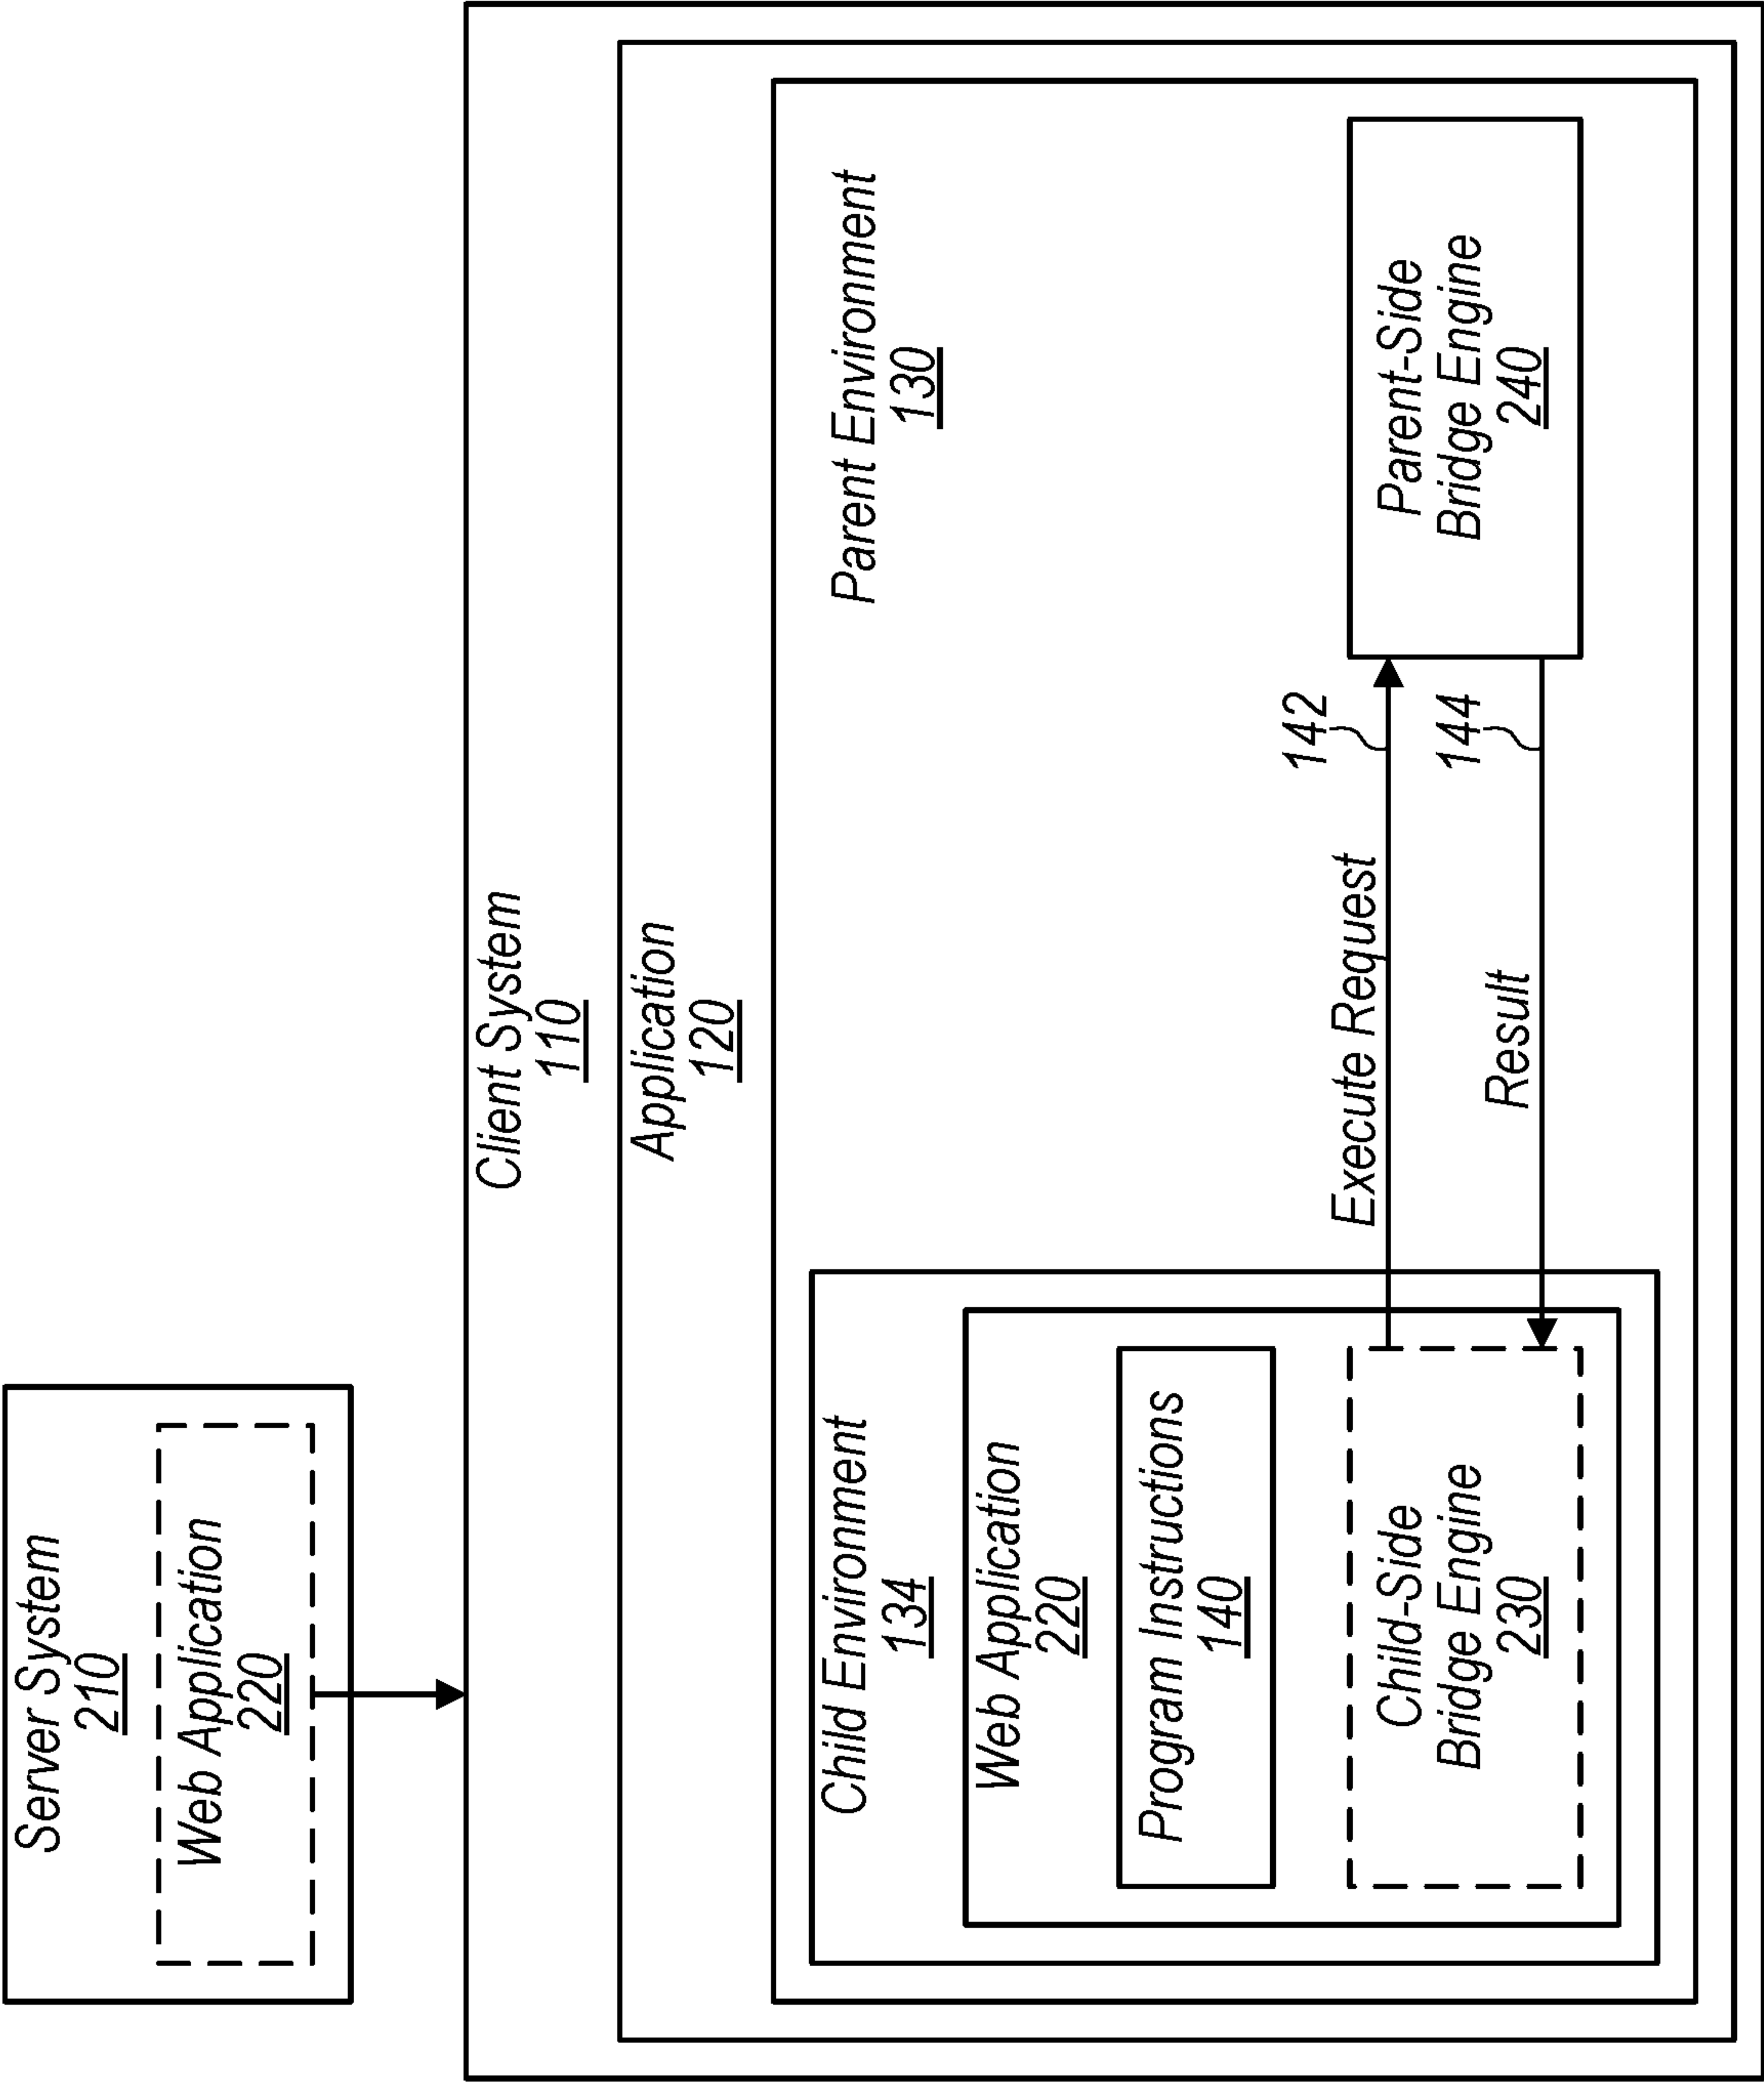 Server System
210
Web Application
220
Client System
110
Application
120
Parent Environment
130
Child Environment
134
Web Application
220
Program Instructions
140
Child-Side
Bridge Engine
230
Execute Request
142
Result
144
Parent-Side
Bridge Engine
240